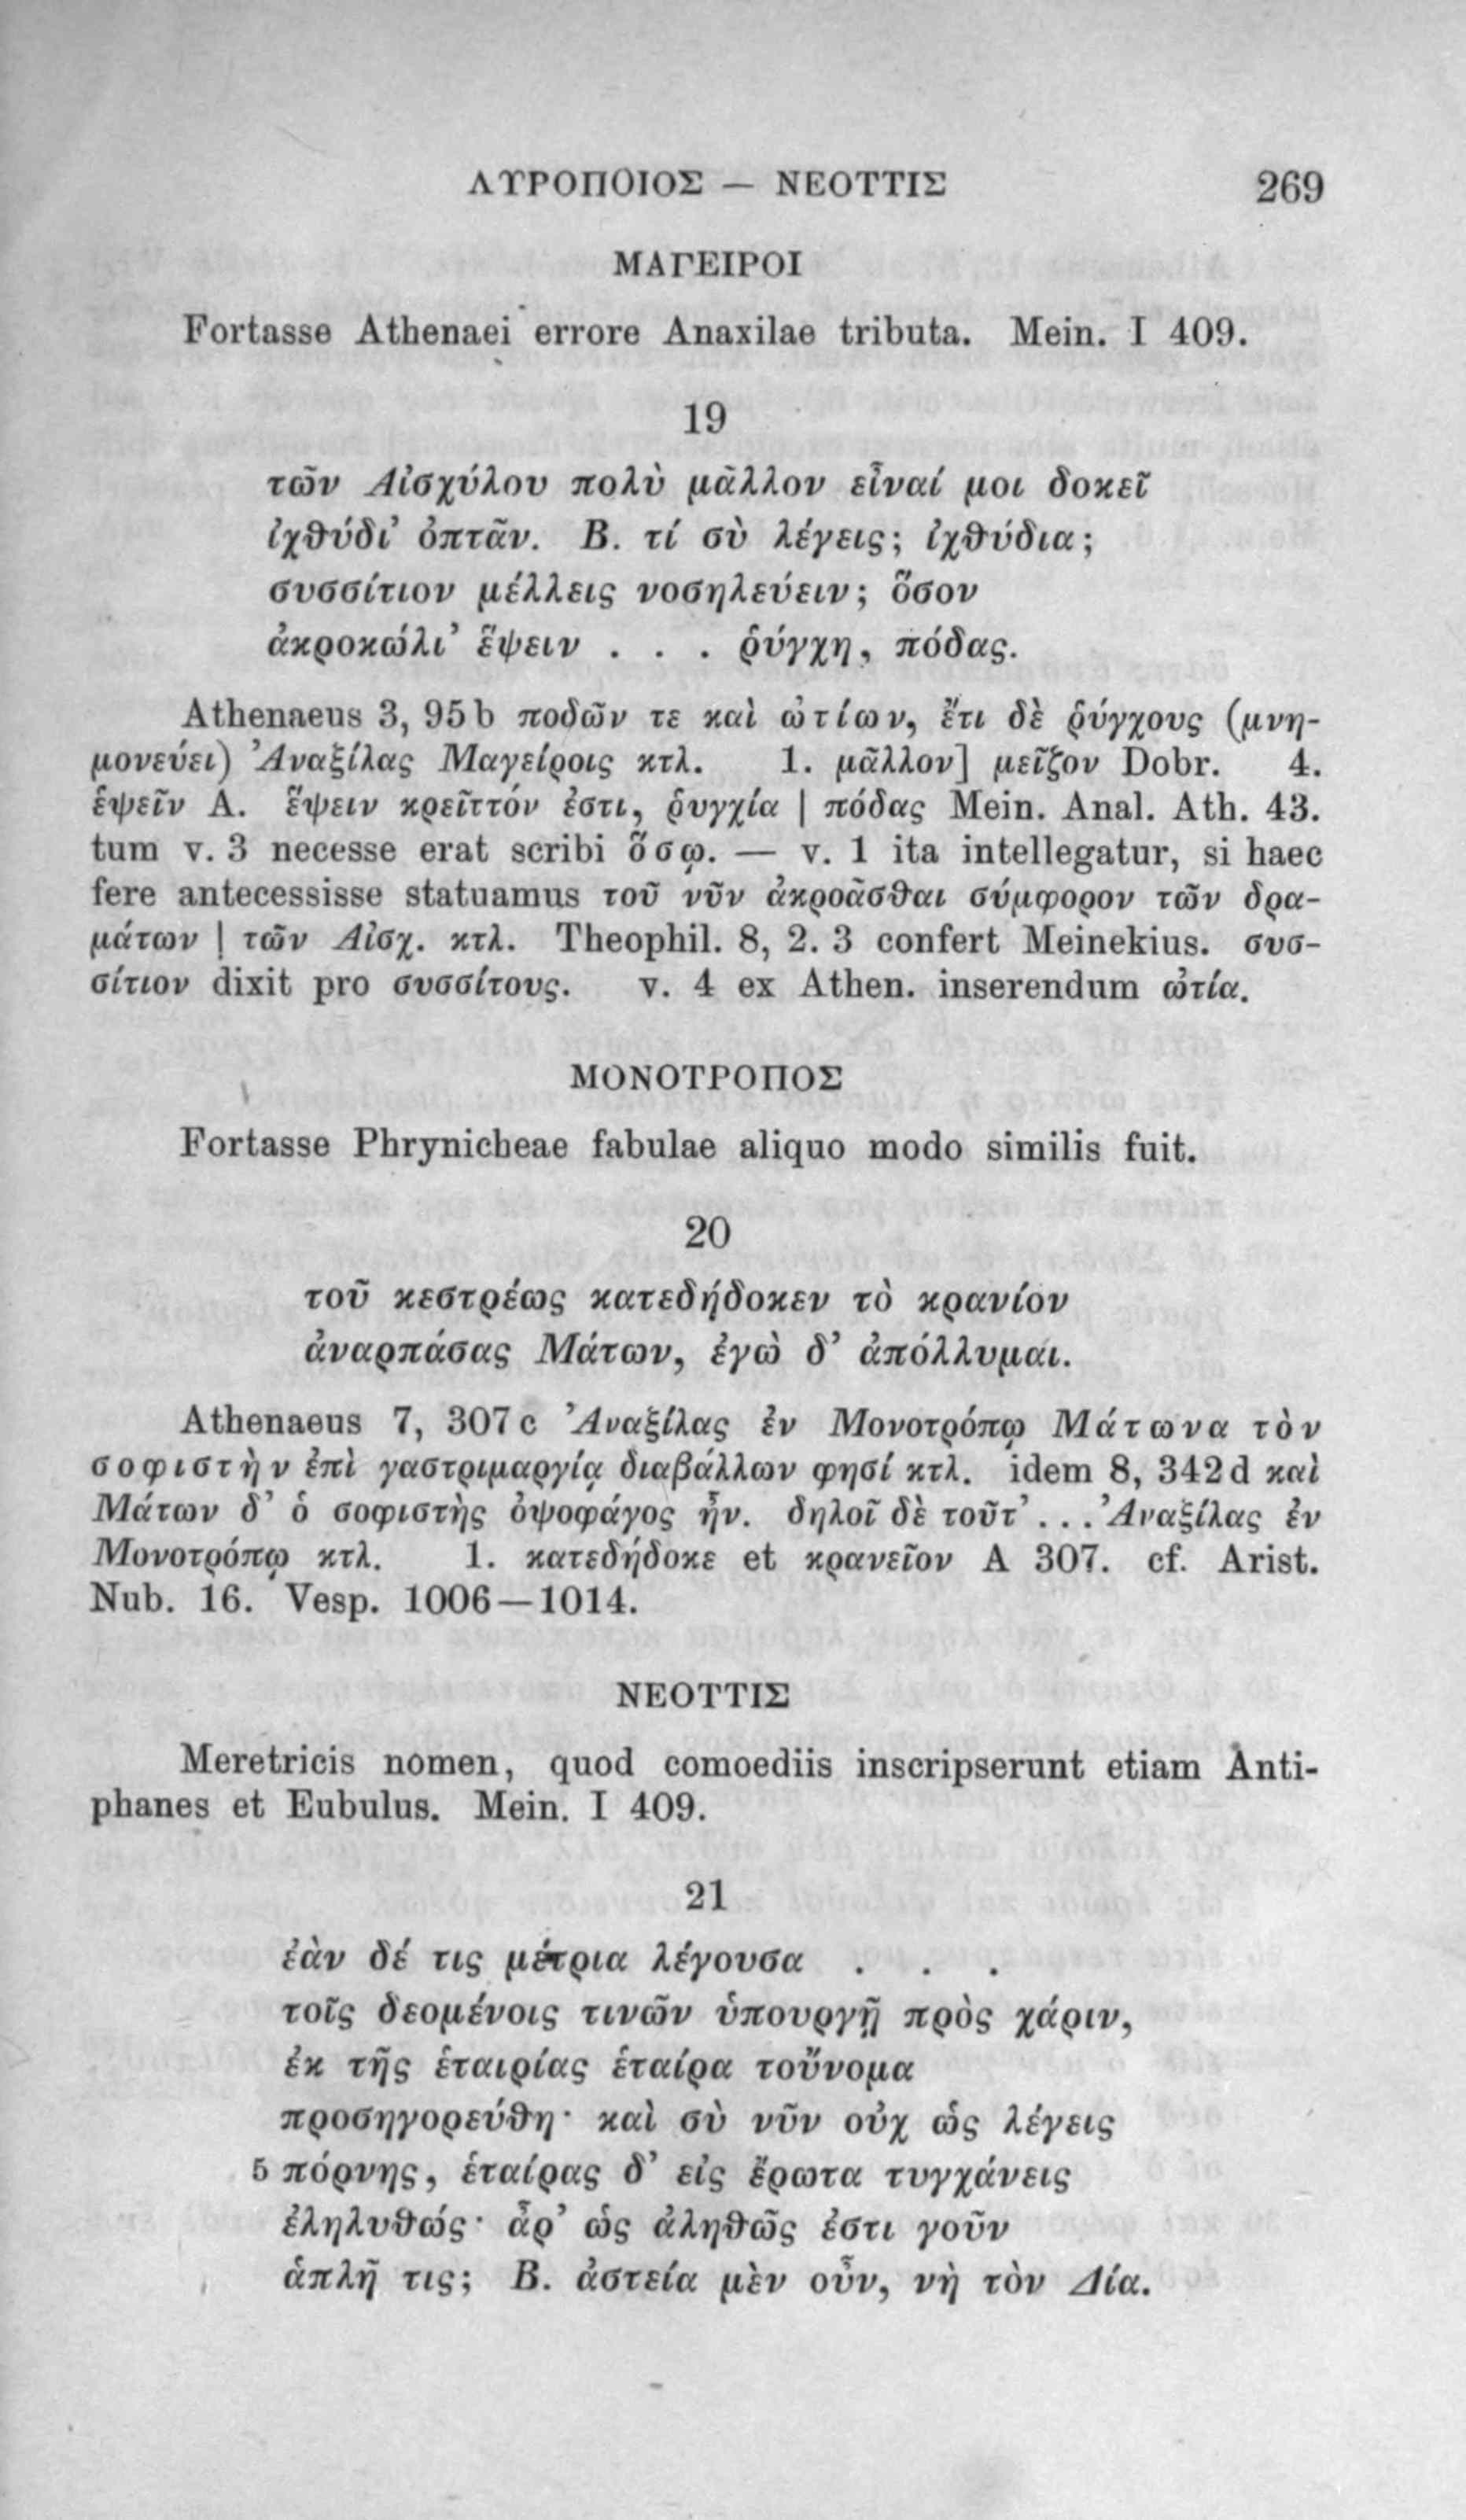 ΛΥΡΟΠΟΙΟΣ — ΝΕΟΤΤΙΣ 269
ΜΑΓΕΙΡΟΙ
Fortasse Athenaei errore Anaxilae tributa. Mein. I 409.
19
τῶν Αἰσχύλου πολὺ μᾶλλον εἶναί μοι δοκεῖ
ἰχθύδι’ ὀπτᾶν. Β. τί σὺ λέγεις; ἰχθύδια;
συσσίτιον μέλλεις νοσηλεύειν; ὅσον
ἀκροκώλι’ ἕψειν . . . ῥύγχη, πόδας.
Athenaeus 3, 95b ποδῶν τε καὶ ὠτίων, ἔτι δὲ ῥύγχους (μνη-
μονεύει) Ἀναξίλας Μαγείροις κτλ. 1. μᾶλλον] μεῖζον Dobr. 4.
ἑψεῖν A. ἕψειν κρεῖττόν ἐστι, ῥυγχία | πόδας Mein. Anal. Ath. 43.
tum v. 3 necesse erat scribi ὅσῳ. — v. 1 ita intellegatur, si haec
fere antecessisse statuamus τοῦ νῦν ἀκροᾶσθαι σύμφορον τῶν δρα-
μάτων | τῶν Αἰσχ. κτλ. Theophil. 8, 2. 3 confert Meinekius. συσ-
σίτιον dixit pro συσσίτους. v. 4 ex Athen. inserendum ὠτία.
ΜΟΝΟΤΡΟΠΟΣ
Fortasse Phrynicheae fabulae aliquo modo similis fuit.
20
τοῦ κεστρέως κατεδήδοκεν τὸ κρανίον
ἀναρπάσας Μάτων, ἐγὼ δ’ ἀπόλλυμαι.
Athenaeus 7, 307c Ἀναξίλας ἐν Μονοτρόπῳ Μάτωνα τὸν
σοφιστὴν ἐπὶ γαστριμαργίᾳ διαβάλλων φησί κτλ. idem 8, 342d καὶ
Μάτων δ’ ὁ σοφιστὴς ὀψοφάγος ἦν. δηλοῖ δὲ τοῦτ’ ... Ἀναξίλας ἐν
Μονοτρόπῳ κτλ. 1. κατεδήδοκε et κρανεῖον A 307. cf. Arist.
Nub. 16. Vesp. 1006—1014.
ΝΕΟΤΤΙΣ
Meretricis nomen, quod comoediis inscripserunt etiam Anti-
phanes et Eubulus. Mein. I 409.
21
ἐὰν δέ τις μέτρια λέγουσα . . .
τοῖς δεομένοις τινῶν ὑπουργῇ πρὸς χάριν,
ἐκ τῆς ἑταιρίας ἑταίρα τοὔνομα
προσηγορεύθη· καὶ σὺ νῦν οὐχ ὡς λέγεις
5 πόρνης, ἑταίρας δ’ εἰς ἔρωτα τυγχάνεις
ἐληλυθώς· ἆρ’ ὡς ἀληθῶς ἐστι γοῦν
ἁπλῆ τις; Β. ἀστεία μὲν οὖν, νὴ τὸν Δία.